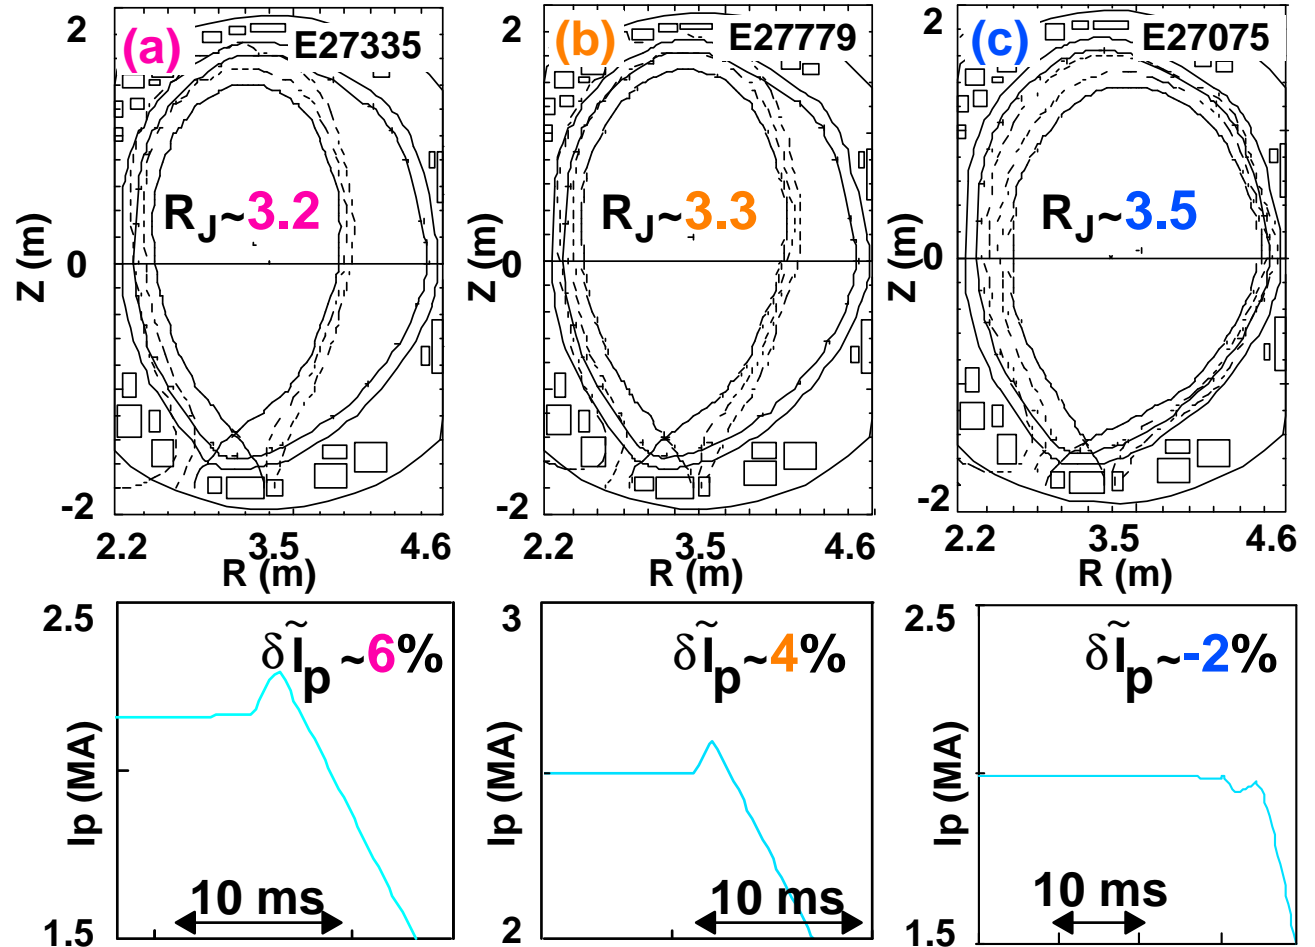 (a) E27335
2
0
-2
Z (m)
R_J~3.2
2.2 3.5 4.6
R (m)
(b) E27779
2
0
-2
Z (m)
R_J~3.3
2.2 3.5 4.6
R (m)
(c) E27075
2
0
-2
Z (m)
R_J~3.5
2.2 3.5 4.6
R (m)
2.5
1.5
Ip (MA)
δĨ_p~6%
10 ms
3
2
Ip (MA)
δĨ_p~4%
10 ms
2.5
1.5
Ip (MA)
δĨ_p~-2%
10 ms